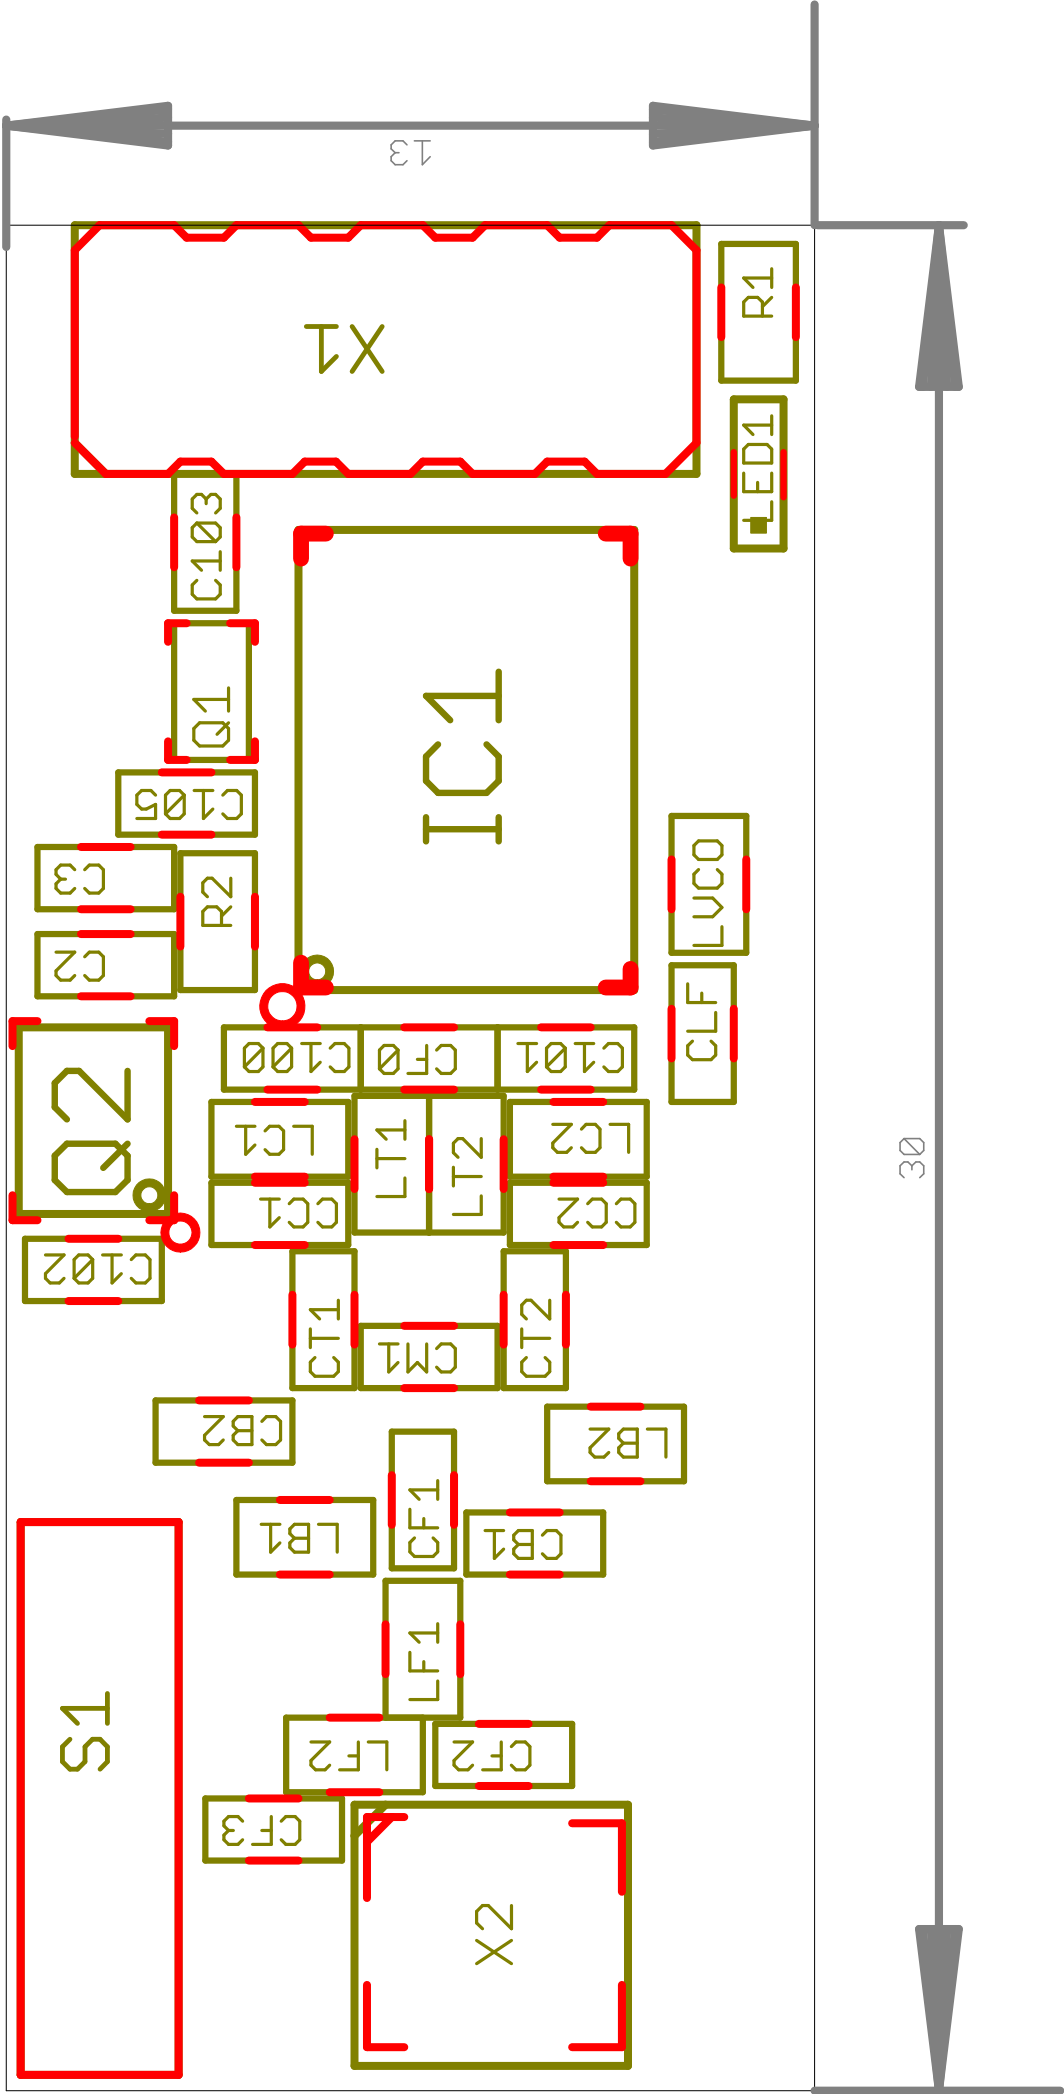 13
X1
R1
LED1
C103
Q1
IC1
C105
C3
R2
LVCO
C2
CLF
C100
CF0
C101
Q2
LC1
LT1
LT2
LC2
30
CC1
CC2
C102
CT1
CM1
CT2
CB2
LB2
CF1
LB1
CB1
LF1
S1
LF2
CF2
CF3
X2